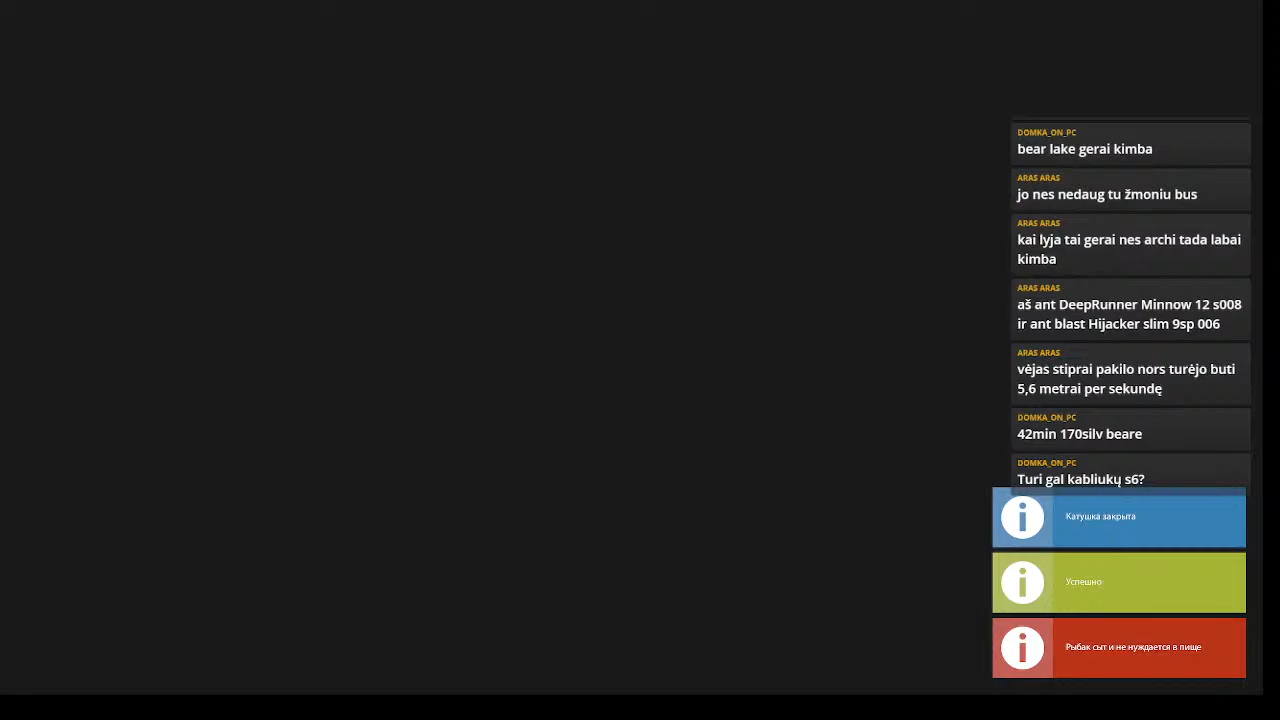 DOMKA_ON_PC
bear lake gerai kimba
ARAS ARAS
jo nes nedaug tu žmoniu bus
ARAS ARAS
kai lyja tai gerai nes archi tada labai
kimba
ARAS ARAS
aš ant DeepRunner Minnow 12 s008
ir ant blast Hijacker slim 9sp 006
ARAS ARAS
vėjas stiprai pakilo nors turėjo buti
5,6 metrai per sekundę
DOMKA_ON_PC
42min 170silv beare
DOMKA_ON_PC
Turi gal kabliukų s6?
Катушка закрыта
Успешно
Рыбак сыт и не нуждается в пище